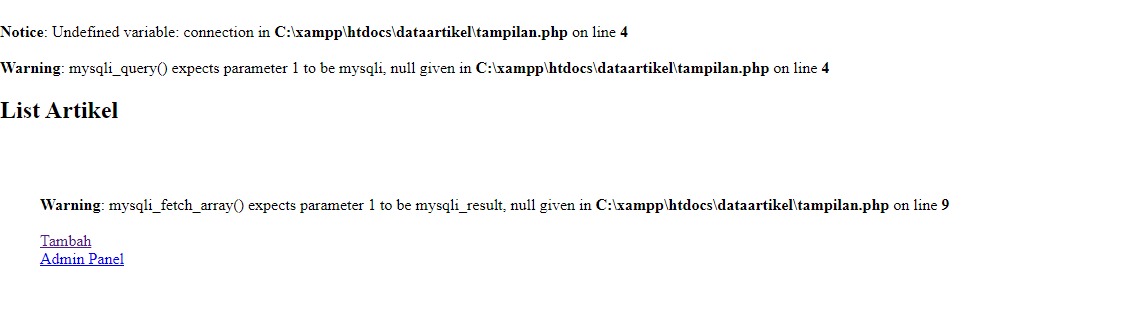 Notice: Undefined variable: connection in C:\xampp\htdocs\dataartikel\tampilan.php on line 4
Warning: mysqli_query() expects parameter 1 to be mysqli, null given in C:\xampp\htdocs\dataartikel\tampilan.php on line 4
List Artikel
Warning: mysqli_fetch_array() expects parameter 1 to be mysqli_result, null given in C:\xampp\htdocs\dataartikel\tampilan.php on line 9
Tambah
Admin Panel